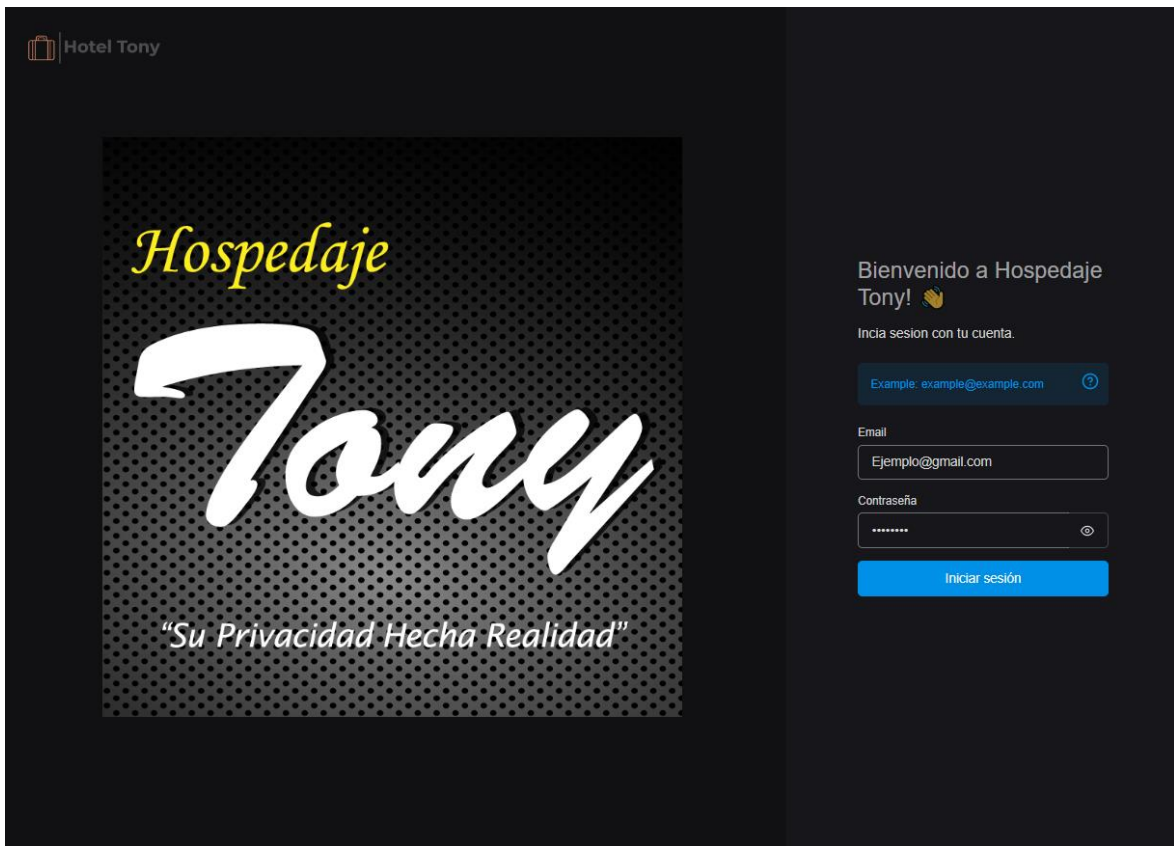 Hotel Tony
Hospedaje
Tony
“Su Privacidad Hecha Realidad”
Bienvenido a Hospedaje
Tony! 👋
Incia sesion con tu cuenta.
Example: example@example.com
Email
Ejemplo@gmail.com
Contraseña
••••••••
Iniciar sesión